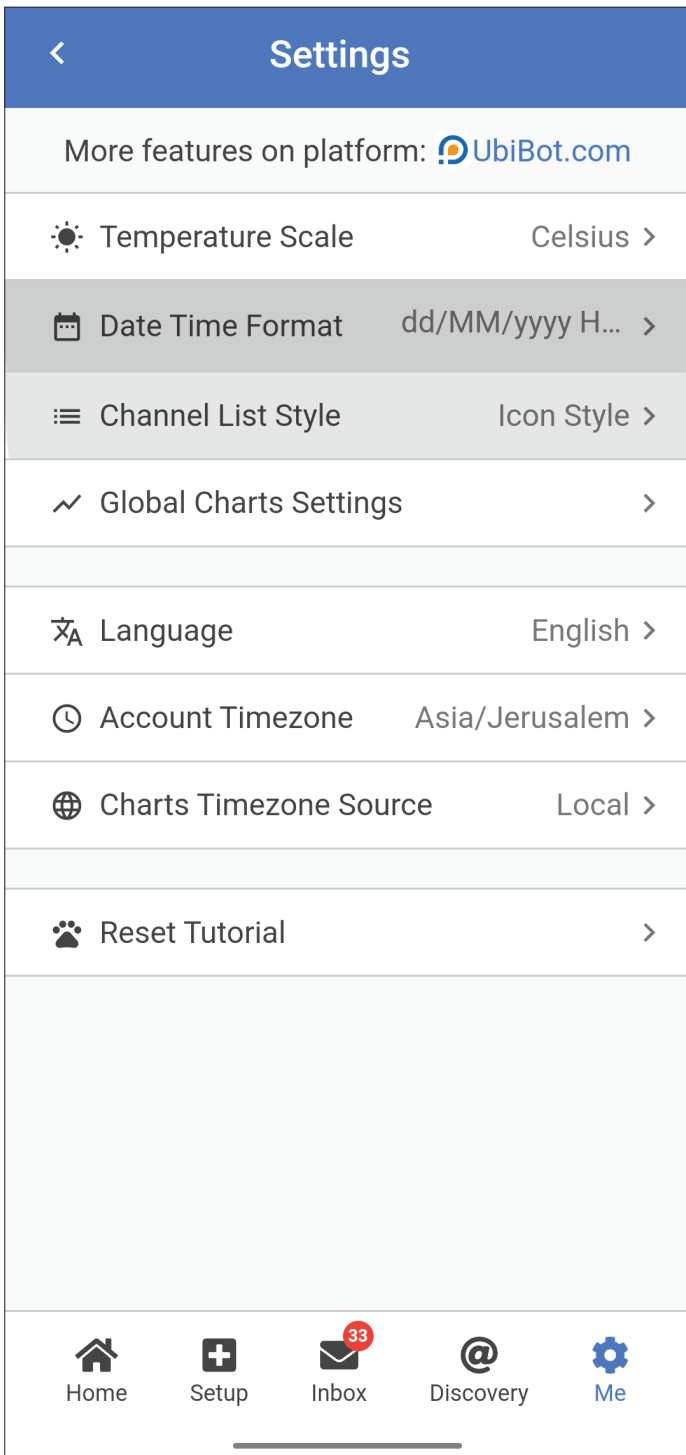 Settings
More features on platform: UbiBot.com
Temperature Scale Celsius
Date Time Format dd/MM/yyyy H...
Channel List Style Icon Style
Global Charts Settings
Language English
Account Timezone Asia/Jerusalem
Charts Timezone Source Local
Reset Tutorial
33
Home Setup Inbox Discovery Me